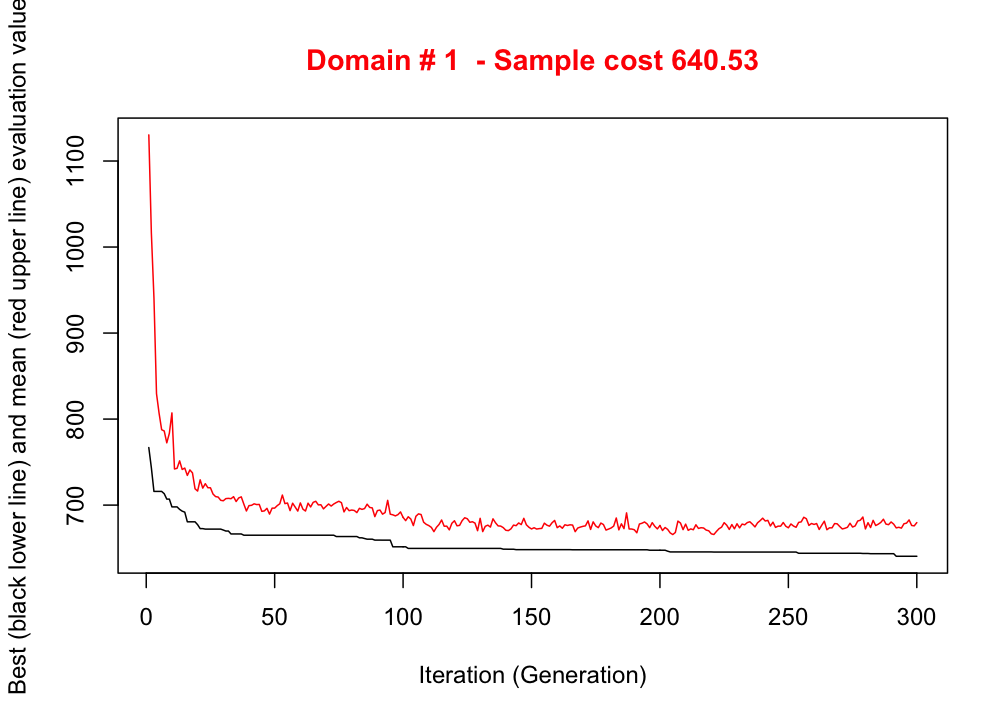 Domain # 1  - Sample cost 640.53
Best (black lower line) and mean (red upper line) evaluation value
1100
1000
900
800
700
0 50 100 150 200 250 300
Iteration (Generation)